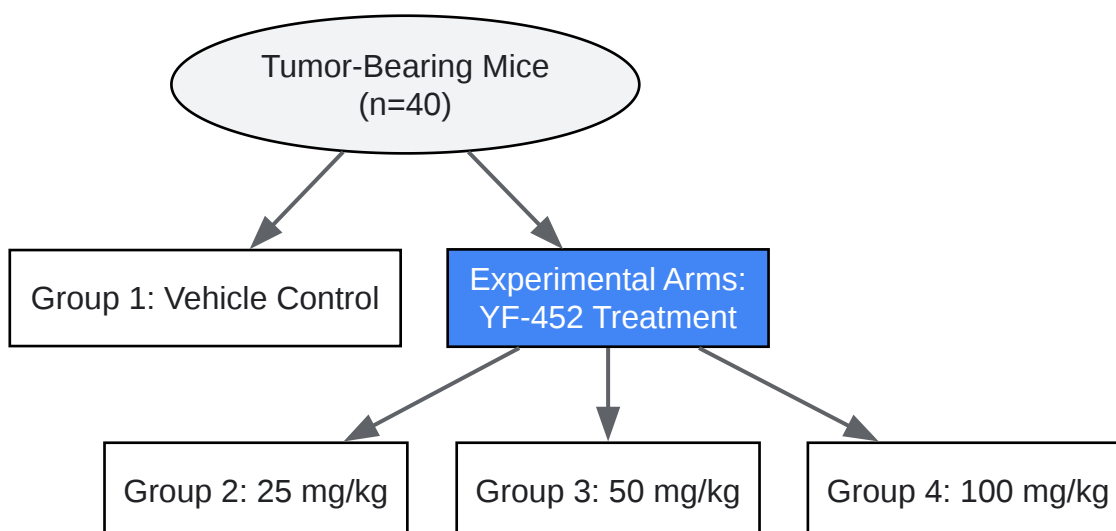 Tumor-Bearing Mice
(n=40)
Group 1: Vehicle Control
Experimental Arms:
YF-452 Treatment
Group 2: 25 mg/kg
Group 3: 50 mg/kg
Group 4: 100 mg/kg